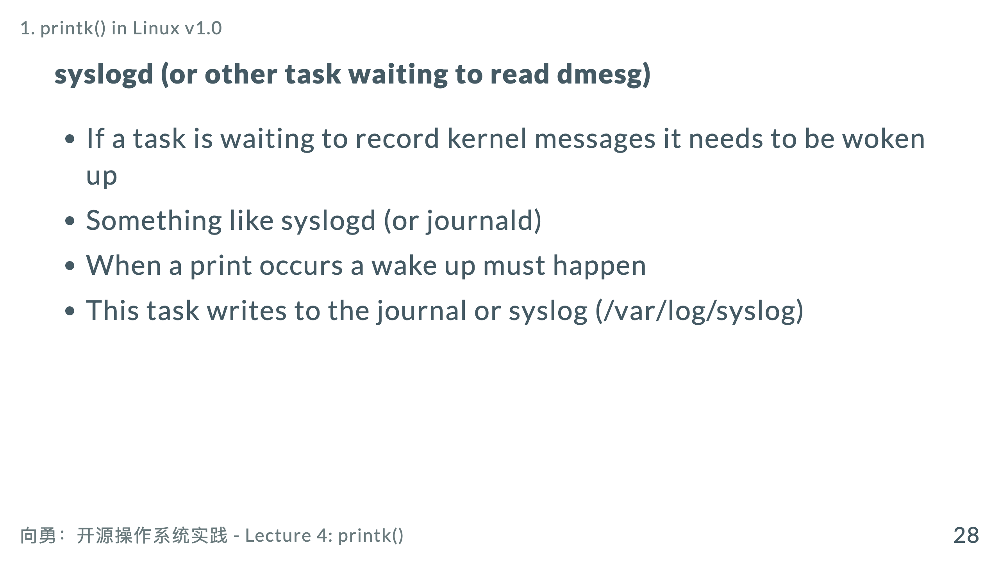 1. printk() in Linux v1.0
syslogd (or other task waiting to read dmesg)
• If a task is waiting to record kernel messages it needs to be woken
up
• Something like syslogd (or journald)
• When a print occurs a wake up must happen
• This task writes to the journal or syslog (/var/log/syslog)
向勇：开源操作系统实践 - Lecture 4: printk()
28